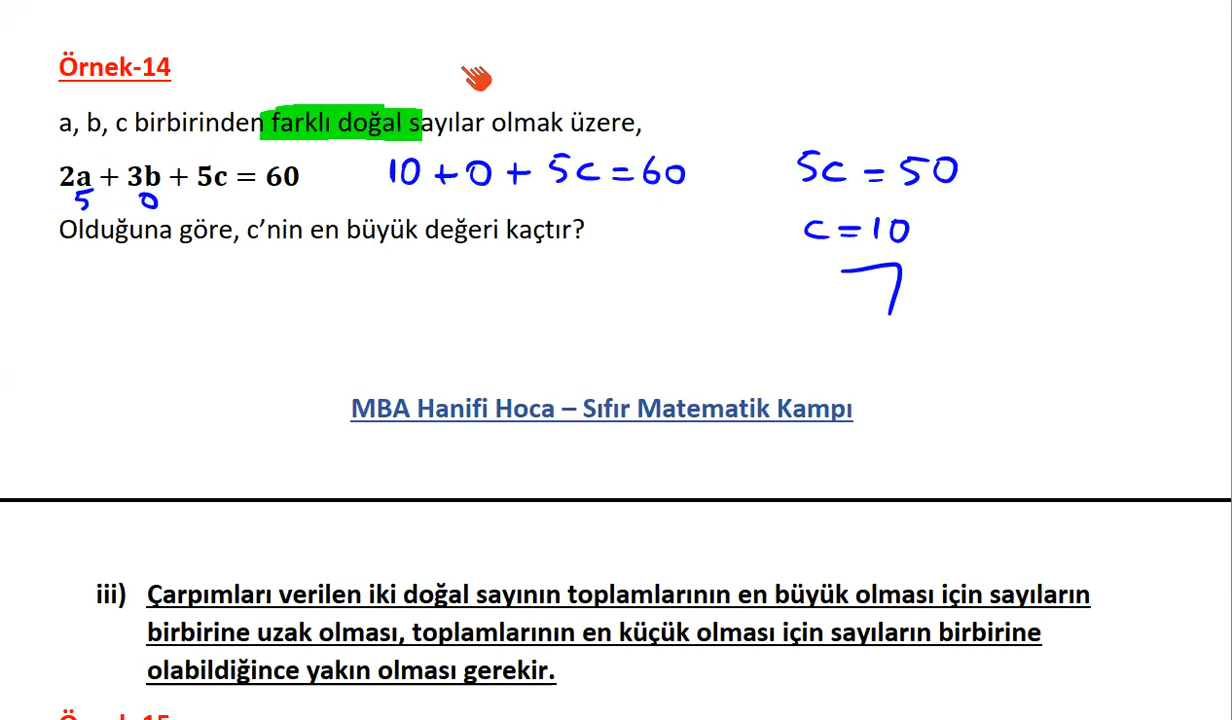 Örnek-14
a, b, c birbirinden farklı doğal sayılar olmak üzere,
2a + 3b + 5c = 60 10 + 0 + 5c = 60 5c = 50
5 0
Olduğuna göre, c’nin en büyük değeri kaçtır? c = 10
MBA Hanifi Hoca – Sıfır Matematik Kampı
iii) Çarpımları verilen iki doğal sayının toplamlarının en büyük olması için sayıların
birbirine uzak olması, toplamlarının en küçük olması için sayıların birbirine
olabildiğince yakın olması gerekir.